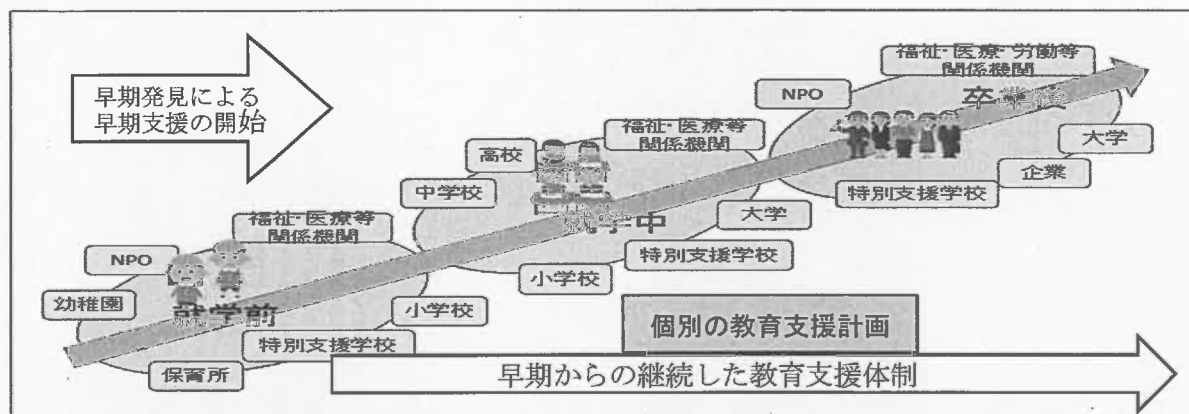 早期発見による
早期支援の開始
福祉・医療・労働等
関係機関
NPO
卒業後
大学
企業
特別支援学校
福祉・医療等
関係機関
高校
中学校
就学中
大学
特別支援学校
小学校
福祉・医療等
関係機関
NPO
幼稚園
就学前
小学校
特別支援学校
保育所
個別の教育支援計画
早期からの継続した教育支援体制